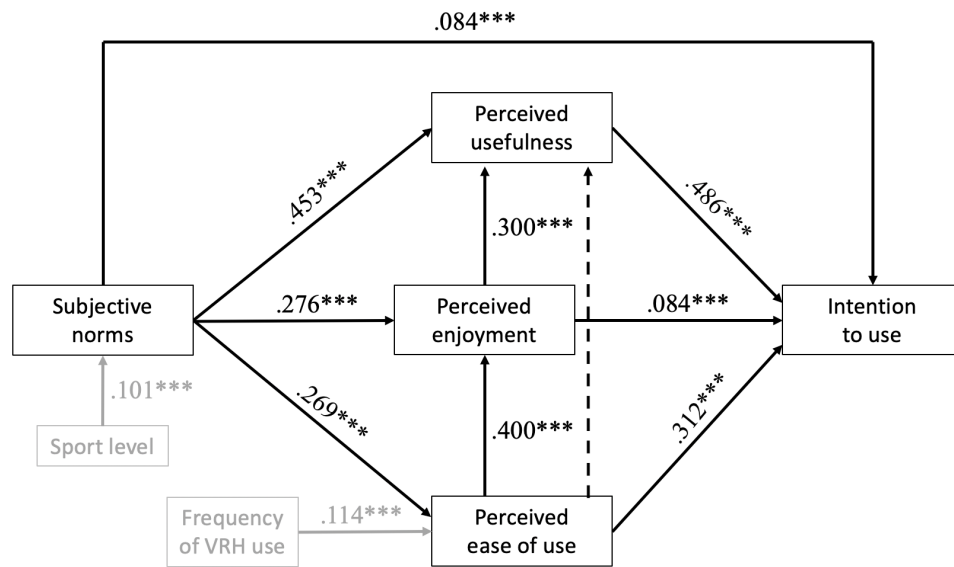 .084***
Perceived
usefulness
.453***
.486***
.300***
Subjective
norms
.276***
Perceived
enjoyment
.084***
Intention
to use
.101***
.269***
.400***
.312***
Sport level
Frequency
of VRH use
.114***
Perceived
ease of use